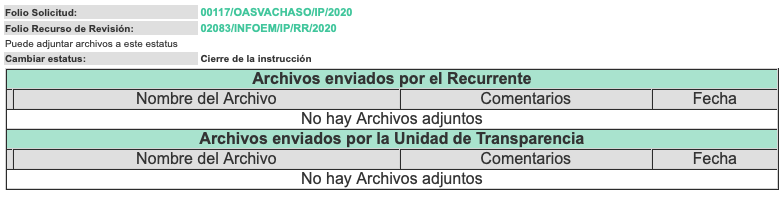 Folio Solicitud: 00117/OASVACHASO/IP/2020
Folio Recurso de Revisión: 02083/INFOEM/IP/RR/2020
Puede adjuntar archivos a este estatus
Cambiar estatus: Cierre de la instrucción
Archivos enviados por el Recurrente
Nombre del Archivo Comentarios Fecha
No hay Archivos adjuntos
Archivos enviados por la Unidad de Transparencia
Nombre del Archivo Comentarios Fecha
No hay Archivos adjuntos